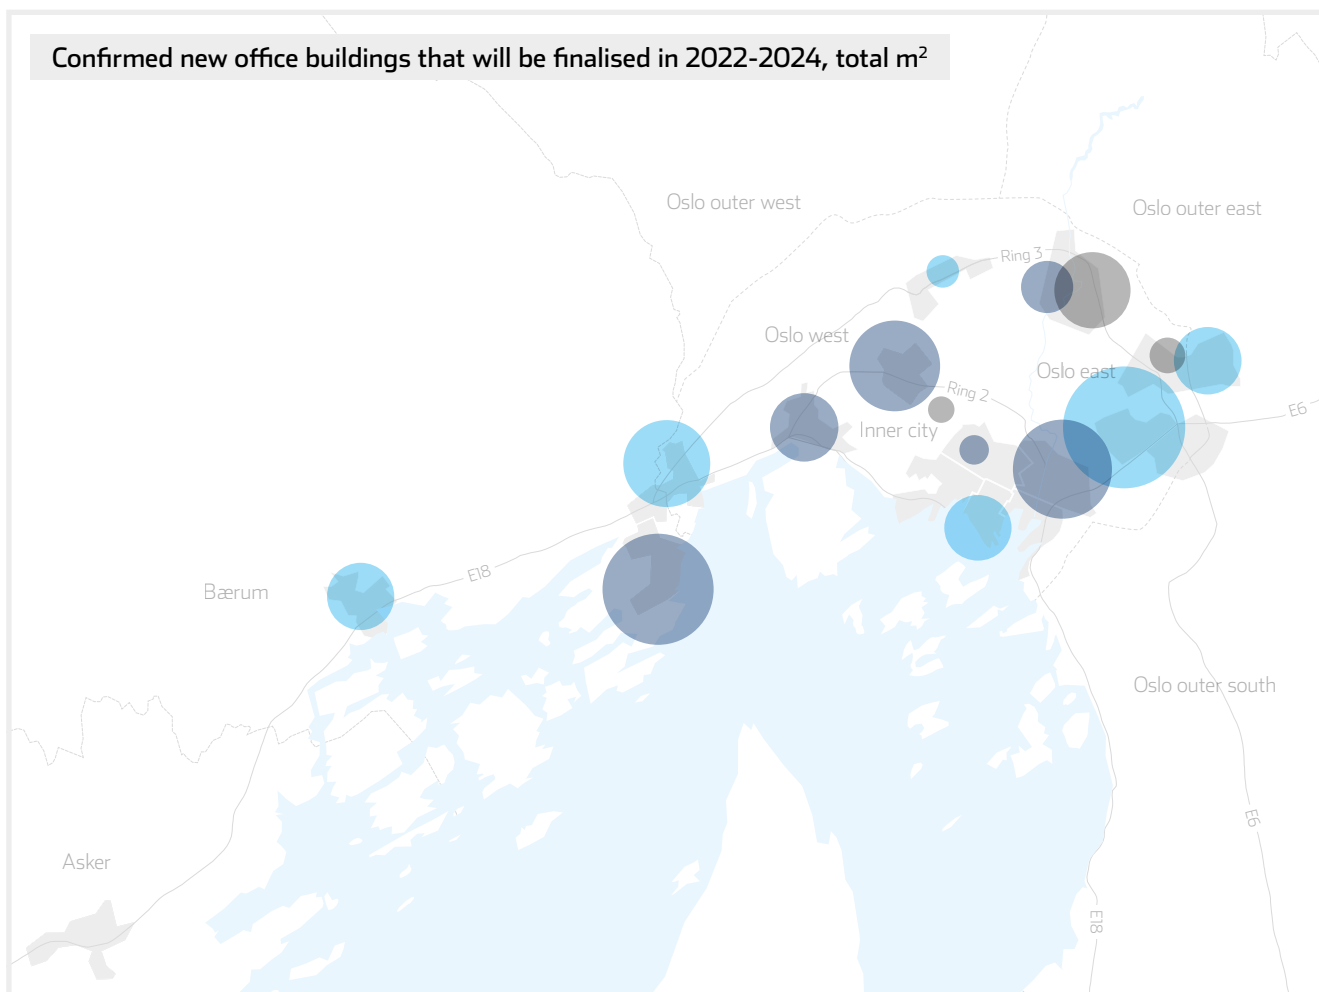 Confirmed new office buildings that will be finalised in 2022-2024, total m²
Oslo outer west
Oslo outer east
Ring 3
Oslo west
Oslo east
Ring 2
E6
Inner city
E18
Bærum
Oslo outer south
E6
Asker
E18